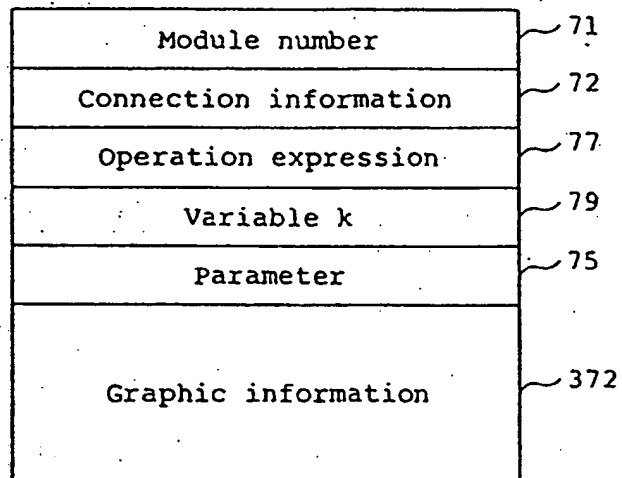 Module number 71
Connection information 72
Operation expression 77
Variable k 79
Parameter 75
Graphic information 372